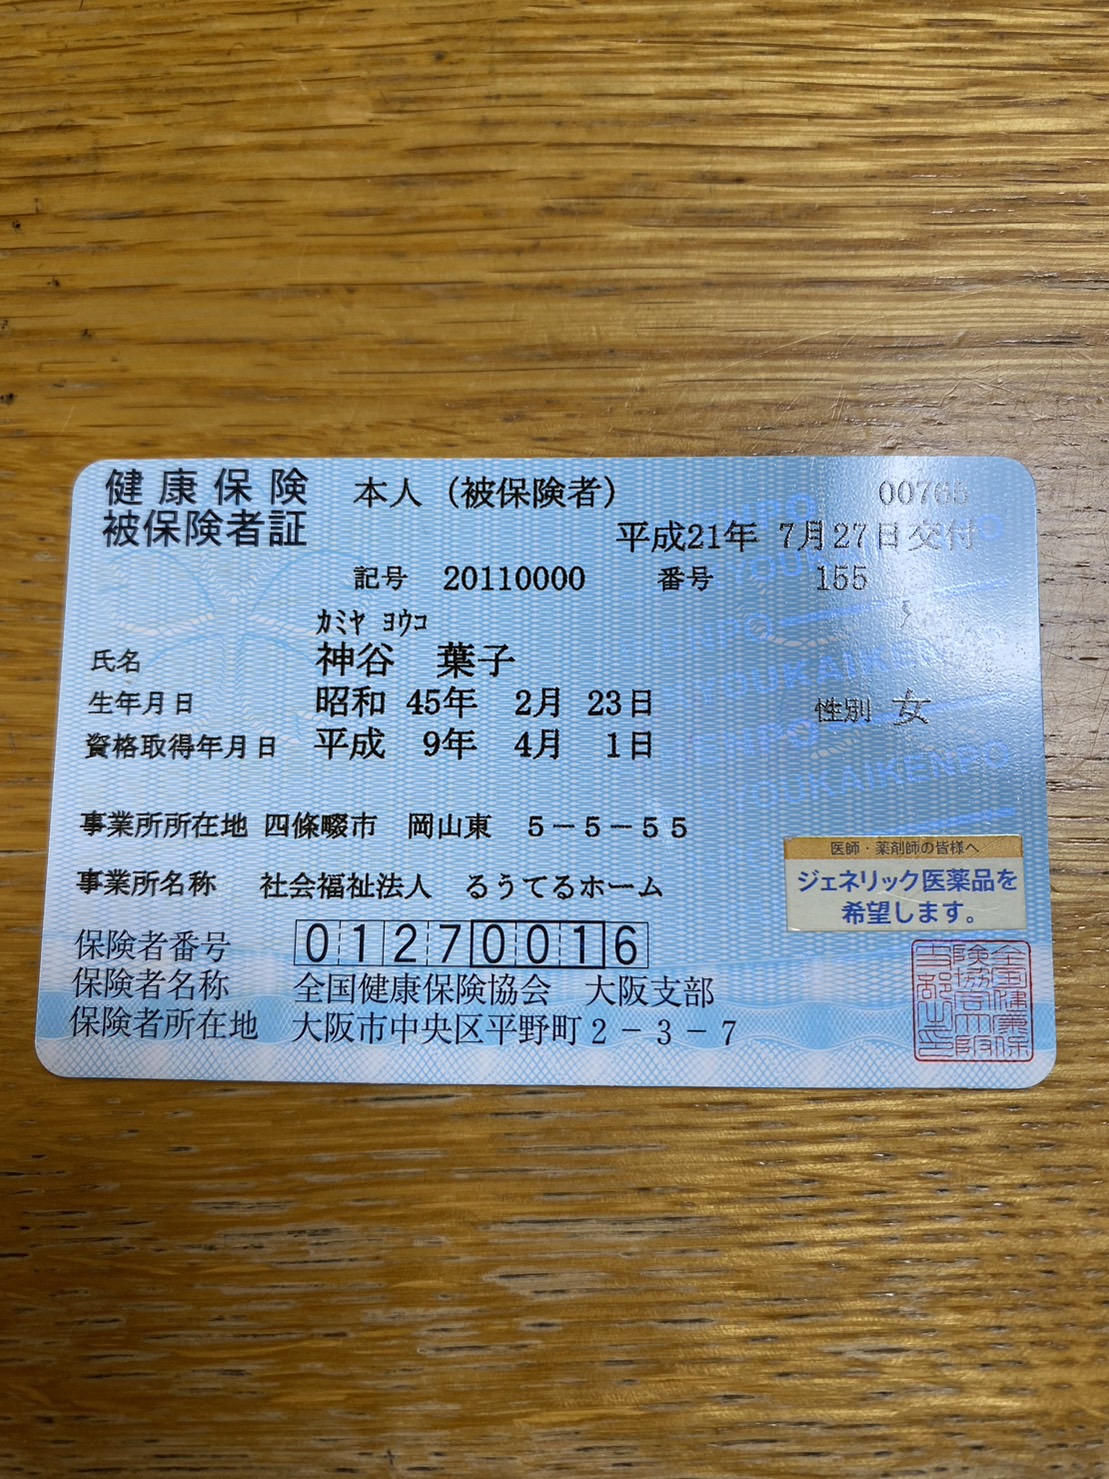 健康保険 本人（被保険者） 00765
被保険者証 平成21年 7月27日交付
記号 20110000 番号 155
カミヤ ヨウコ
氏名 神谷 葉子
生年月日 昭和 45年 2月 23日 性別 女
資格取得年月日 平成 9年 4月 1日
事業所所在地 四條畷市 岡山東 5－5－55
事業所名称 社会福祉法人 るうてるホーム
医師・薬剤師の皆様へ
ジェネリック医薬品を
希望します。
保険者番号 01270016
保険者名称 全国健康保険協会 大阪支部
保険者所在地 大阪市中央区平野町2－3－7